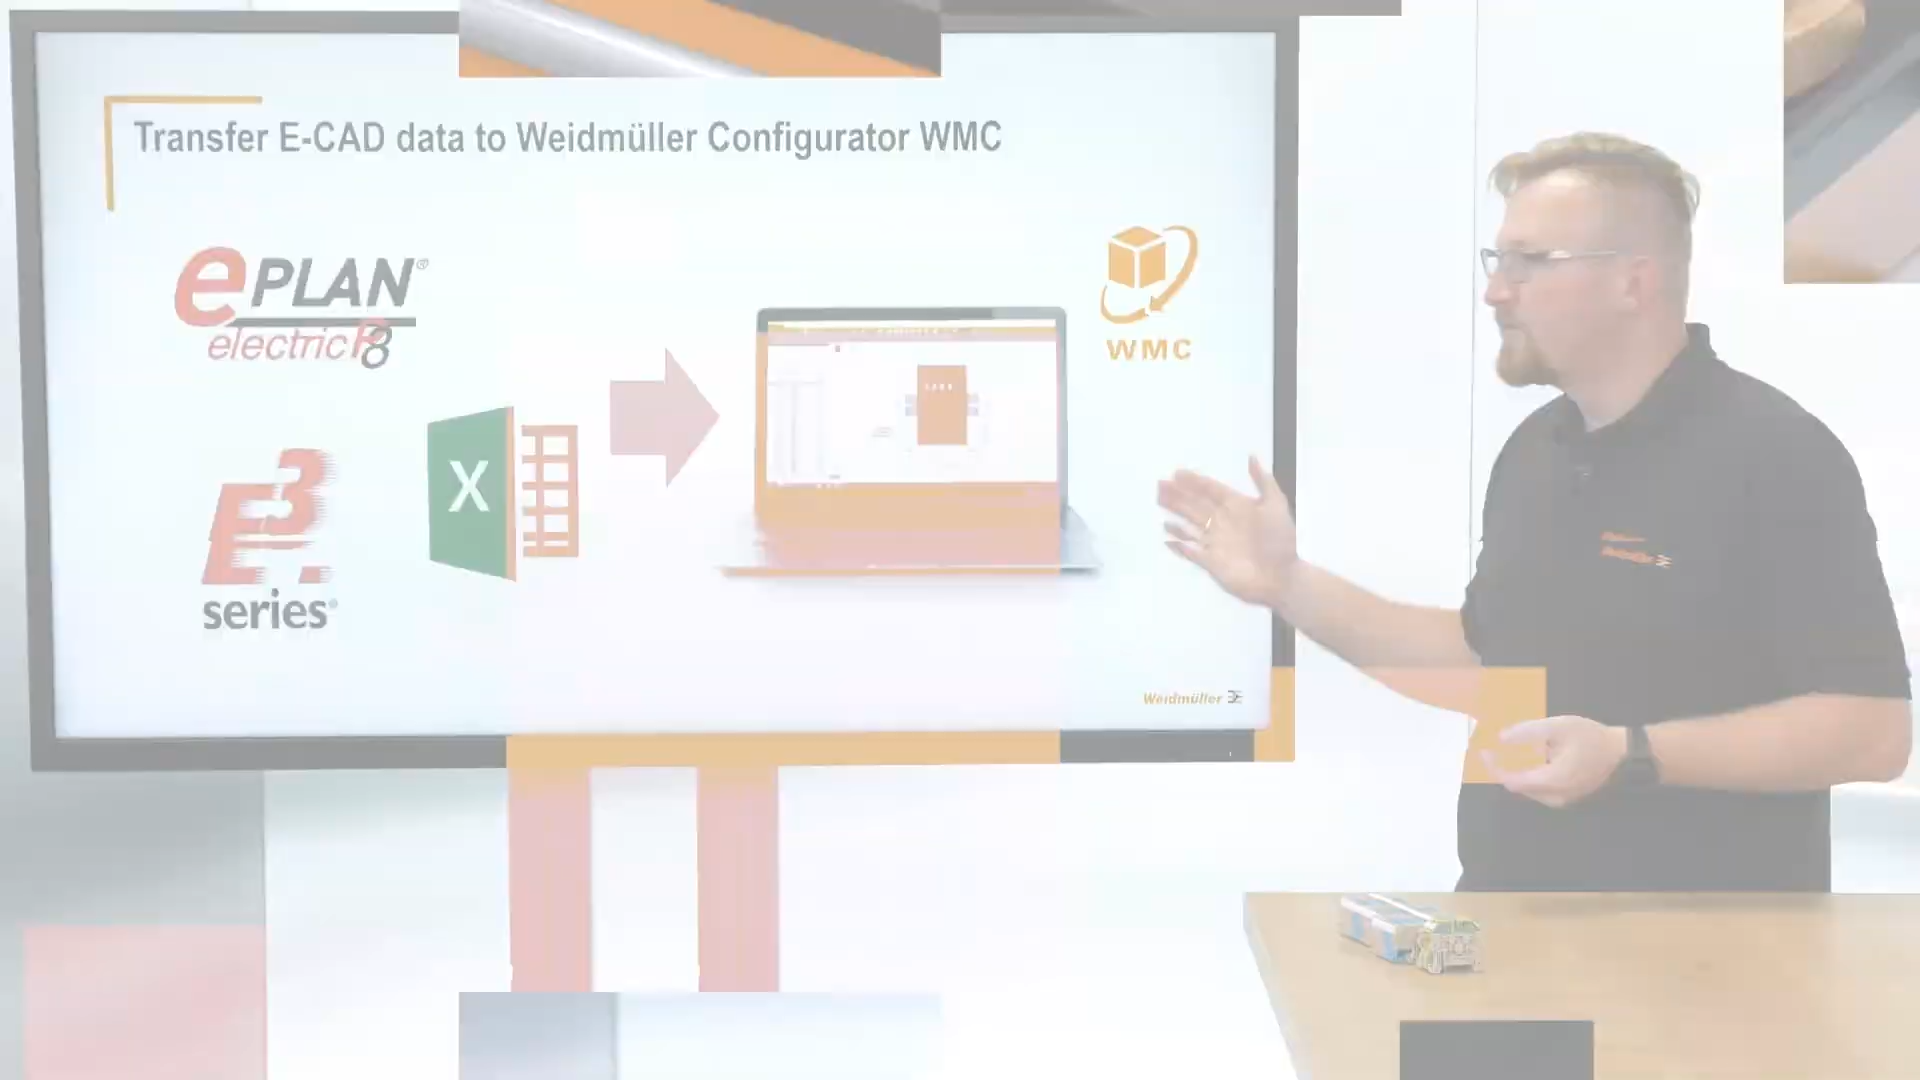 Transfer E-CAD data to Weidmüller Configurator WMC
ePLAN®
electric P8
WMC
X
E3.
series®
Weidmüller